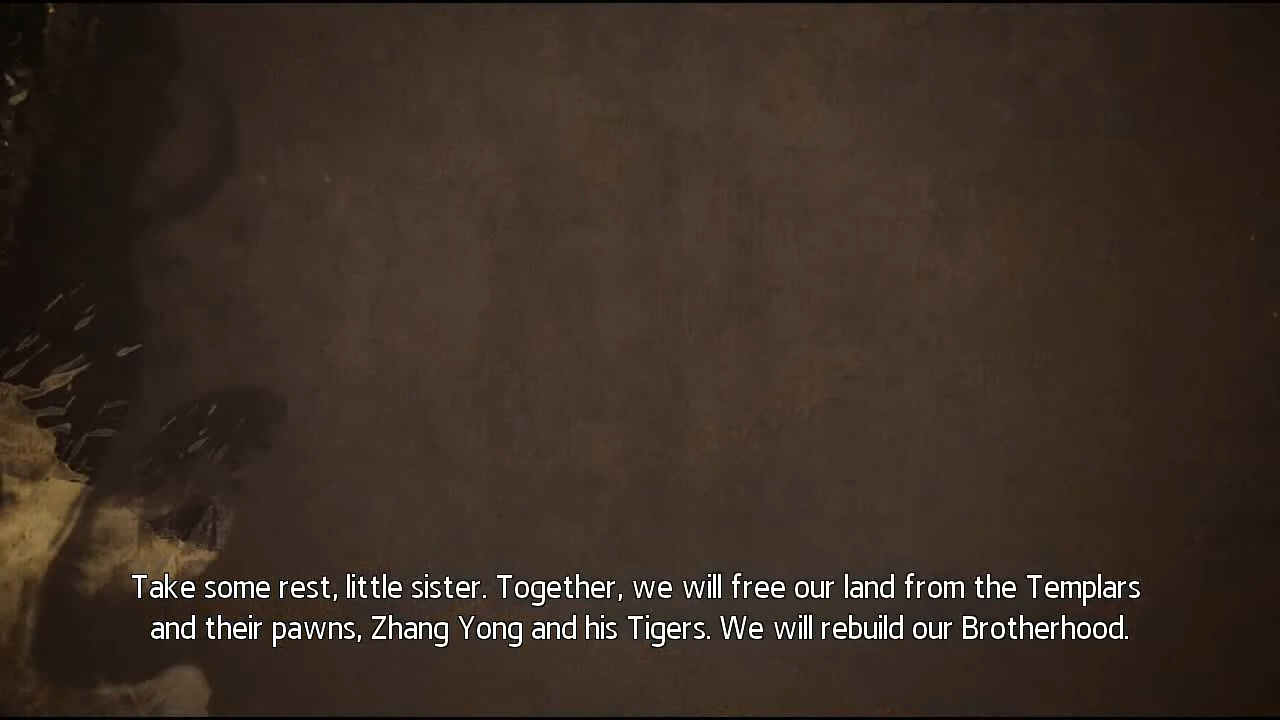 Take some rest, little sister. Together, we will free our land from the Templars
and their pawns, Zhang Yong and his Tigers. We will rebuild our Brotherhood.